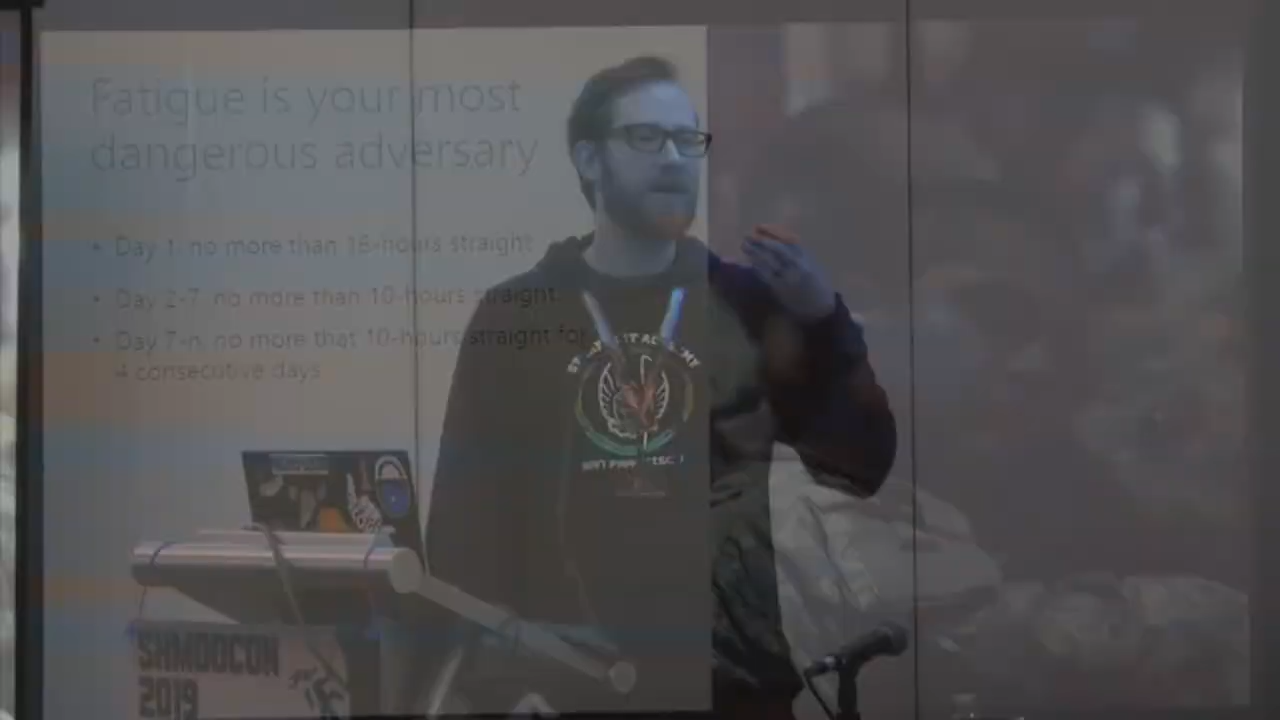 Fatigue is your most
dangerous adversary
• Day 1, no more than 16-hours straight
• Day 2-7, no more than 10-hours straight
• Day 7-n, no more that 10-hours straight for
4 consecutive days
SHMOOCON
2019